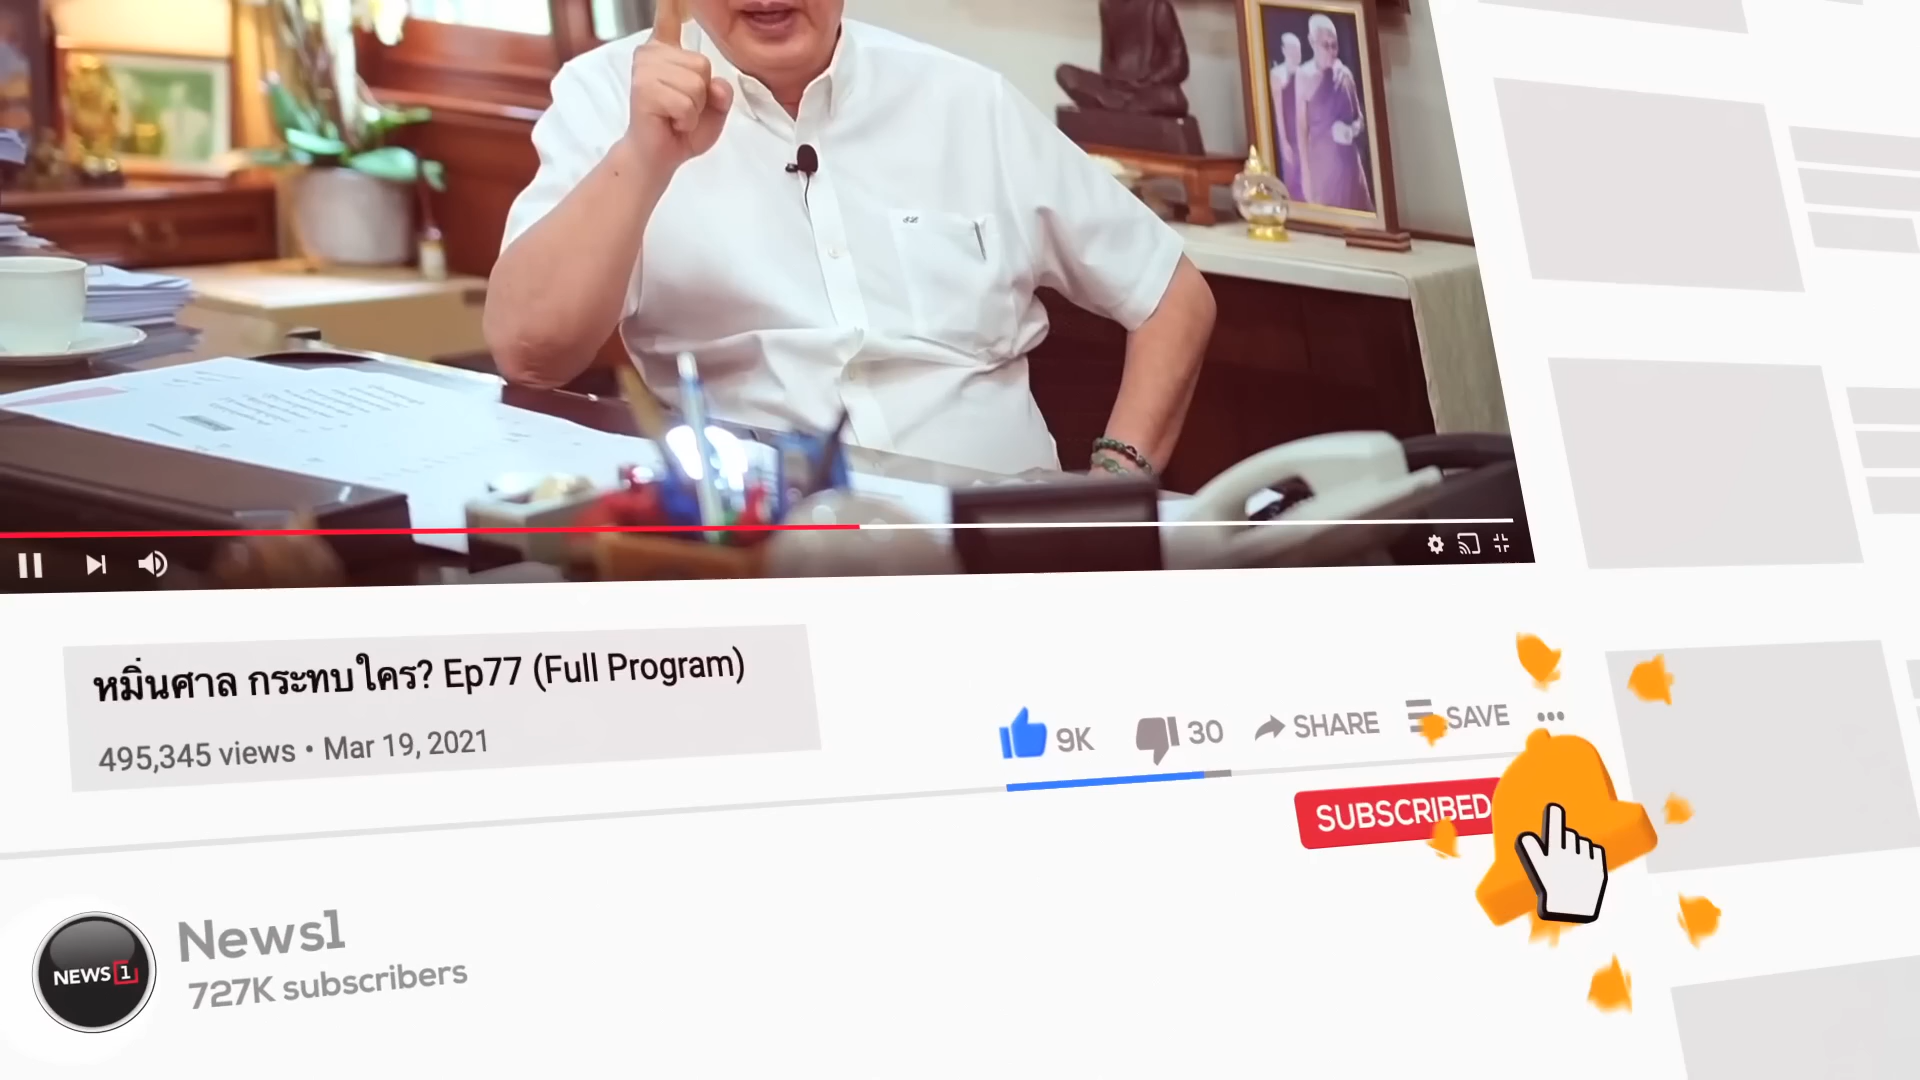 หมิ่นศาล กระทบใคร? Ep77 (Full Program)
495,345 views • Mar 19, 2021
9K
30
SHARE
SAVE
SUBSCRIBED
NEWS 1
News1
727K subscribers